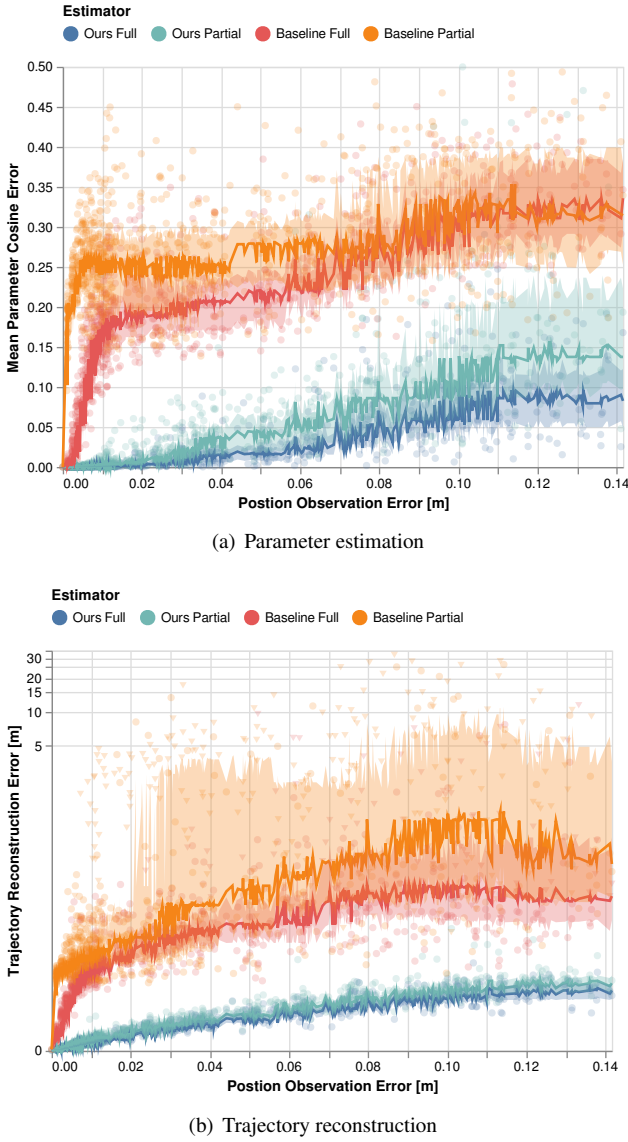 Estimator
Ours Full Ours Partial Baseline Full Baseline Partial
0.50
0.45
0.40
0.35
0.30
0.25
0.20
0.15
0.10
0.05
0.00
Mean Parameter Cosine Error
0.00 0.02 0.04 0.06 0.08 0.10 0.12 0.14
Postion Observation Error [m]
(a) Parameter estimation
Estimator
Ours Full Ours Partial Baseline Full Baseline Partial
30
20
15
10
5
0
Trajectory Reconstruction Error [m]
0.00 0.02 0.04 0.06 0.08 0.10 0.12 0.14
Postion Observation Error [m]
(b) Trajectory reconstruction